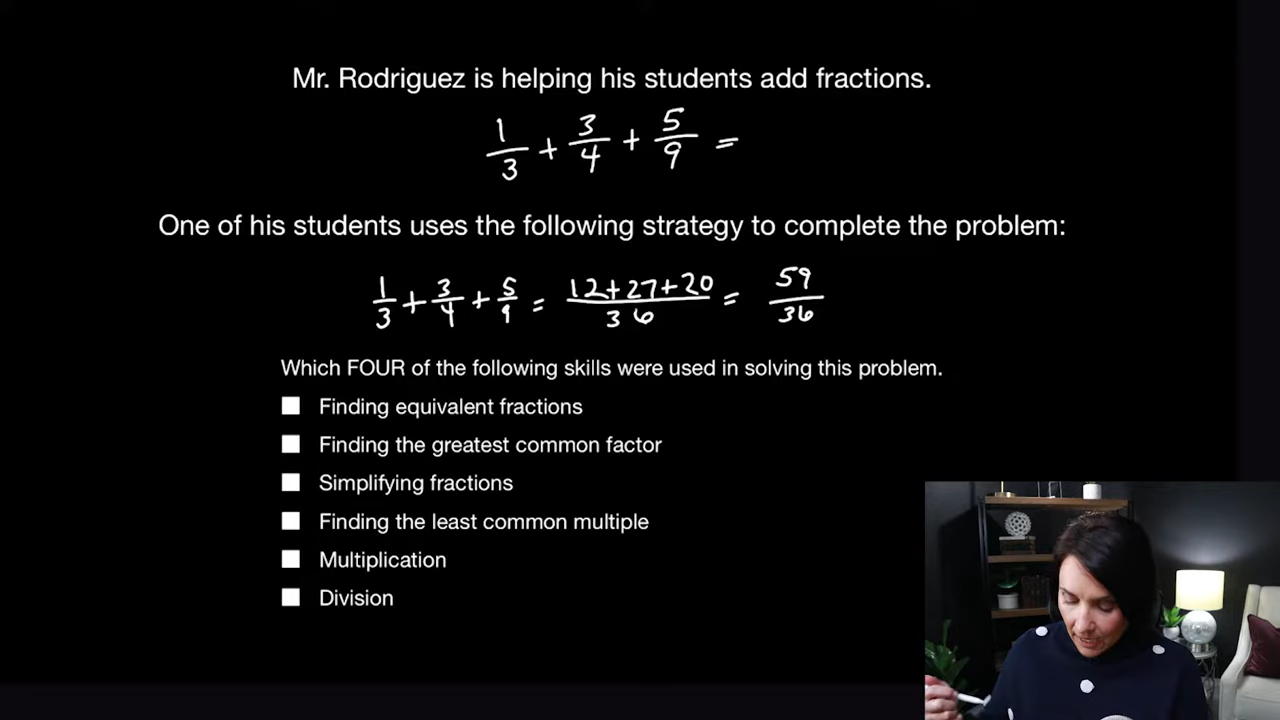 Mr. Rodriguez is helping his students add fractions.
1/3 + 3/4 + 5/9 =
One of his students uses the following strategy to complete the problem:
1/3 + 3/4 + 5/9 = 12+27+20/36 = 59/36
Which FOUR of the following skills were used in solving this problem.
Finding equivalent fractions
Finding the greatest common factor
Simplifying fractions
Finding the least common multiple
Multiplication
Division